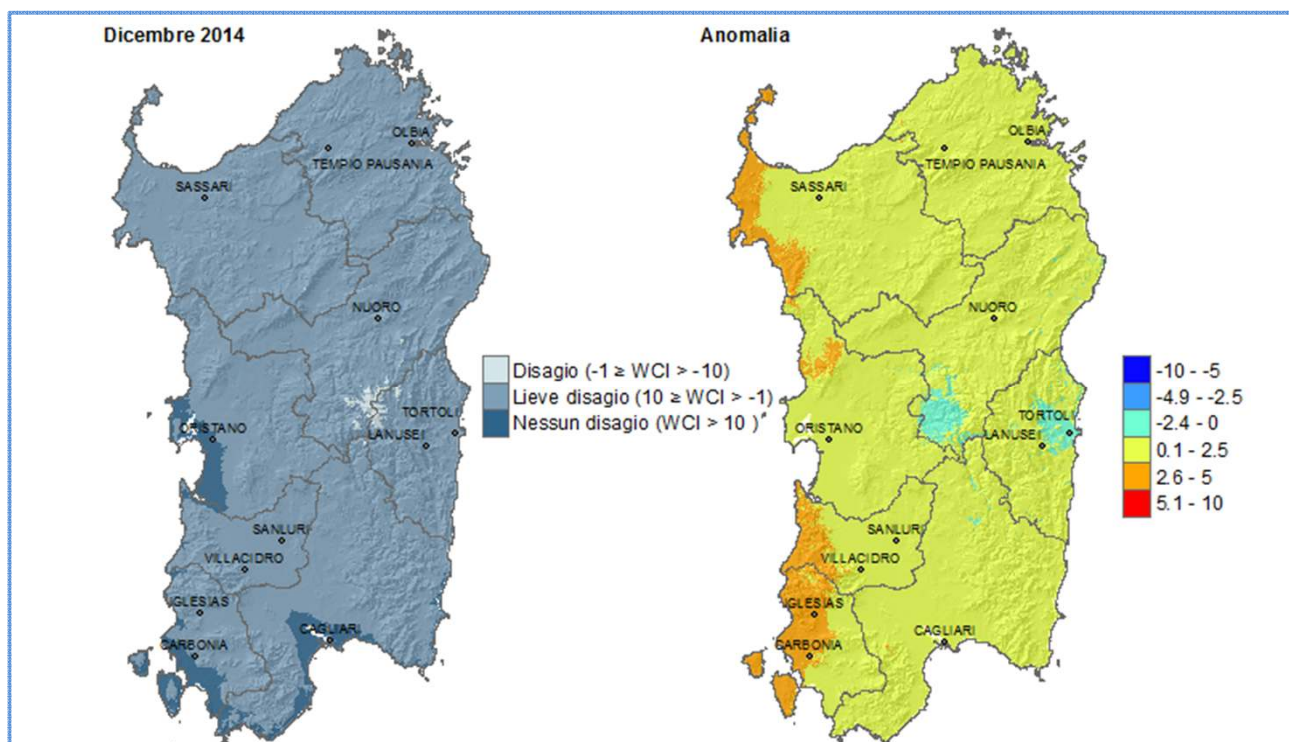 Dicembre 2014
OLBIA
TEMPIO PAUSANIA
SASSARI
NUORO
TORTOLI
ORISTANO
LANUSEI
SANLURI
VILLACIDRO
IGLESIAS
CAGLIARI
CARBONIA
Disagio (-1 ≥ WCI > -10)
Lieve disagio (10 ≥ WCI > -1)
Nessun disagio (WCI > 10 )
Anomalia
OLBIA
TEMPIO PAUSANIA
SASSARI
NUORO
TORTOLI
ORISTANO
LANUSEI
SANLURI
VILLACIDRO
IGLESIAS
CAGLIARI
CARBONIA
-10 - -5
-4.9 - -2.5
-2.4 - 0
0.1 - 2.5
2.6 - 5
5.1 - 10